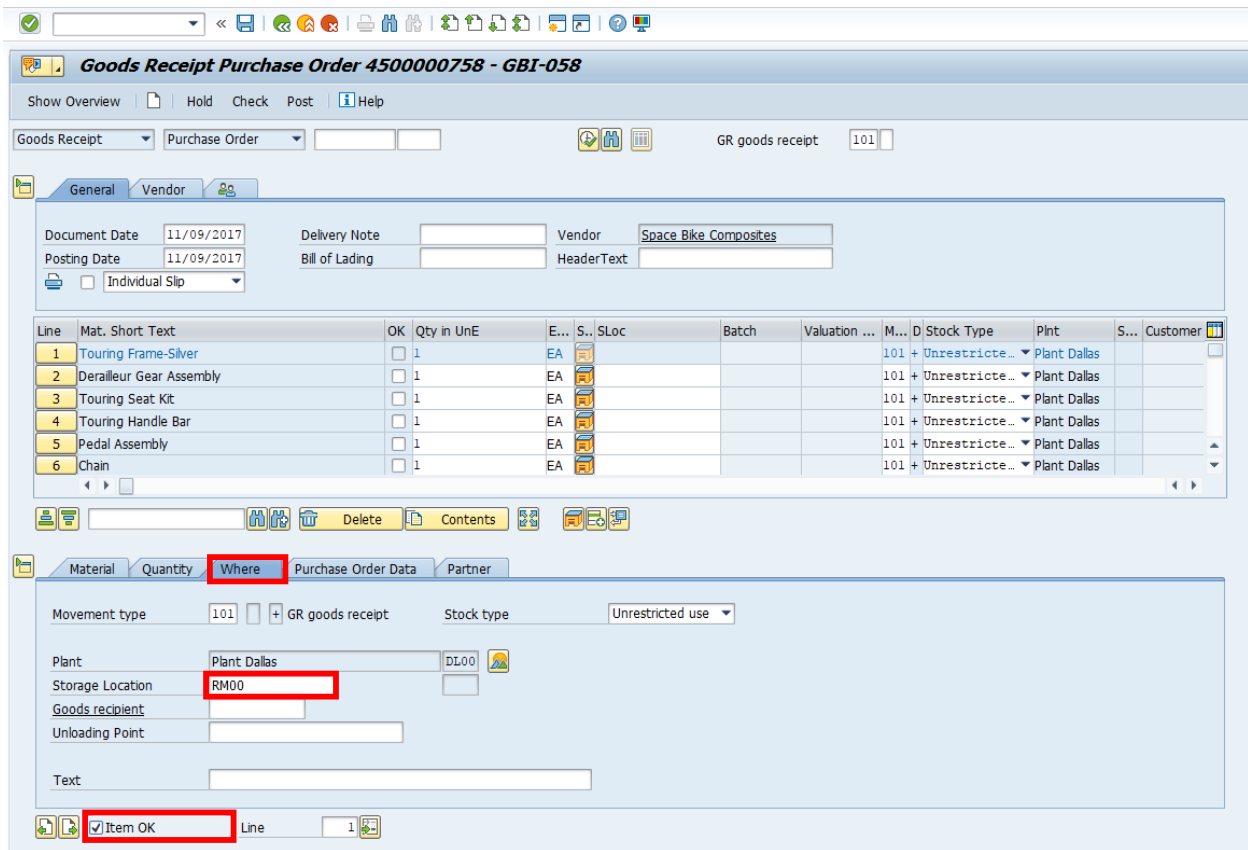 «
Goods Receipt Purchase Order 4500000758 - GBI-058
Show Overview Hold Check Post Help
Goods Receipt Purchase Order GR goods receipt 101
General Vendor
Document Date 11/09/2017 Delivery Note Vendor Space Bike Composites
Posting Date 11/09/2017 Bill of Lading HeaderText
Individual Slip
Line Mat. Short Text OK Qty in UnE E... S.. SLoc Batch Valuation ... M... D Stock Type Plnt S... Customer
1 Touring Frame-Silver 1 EA 101 + Unrestricte... Plant Dallas
2 Derailleur Gear Assembly 1 EA 101 + Unrestricte... Plant Dallas
3 Touring Seat Kit 1 EA 101 + Unrestricte... Plant Dallas
4 Touring Handle Bar 1 EA 101 + Unrestricte... Plant Dallas
5 Pedal Assembly 1 EA 101 + Unrestricte... Plant Dallas
6 Chain 1 EA 101 + Unrestricte... Plant Dallas
Delete Contents
Material Quantity Where Purchase Order Data Partner
Movement type 101 + GR goods receipt Stock type Unrestricted use
Plant Plant Dallas DL00
Storage Location RM00
Goods recipient
Unloading Point
Text
Item OK Line 1